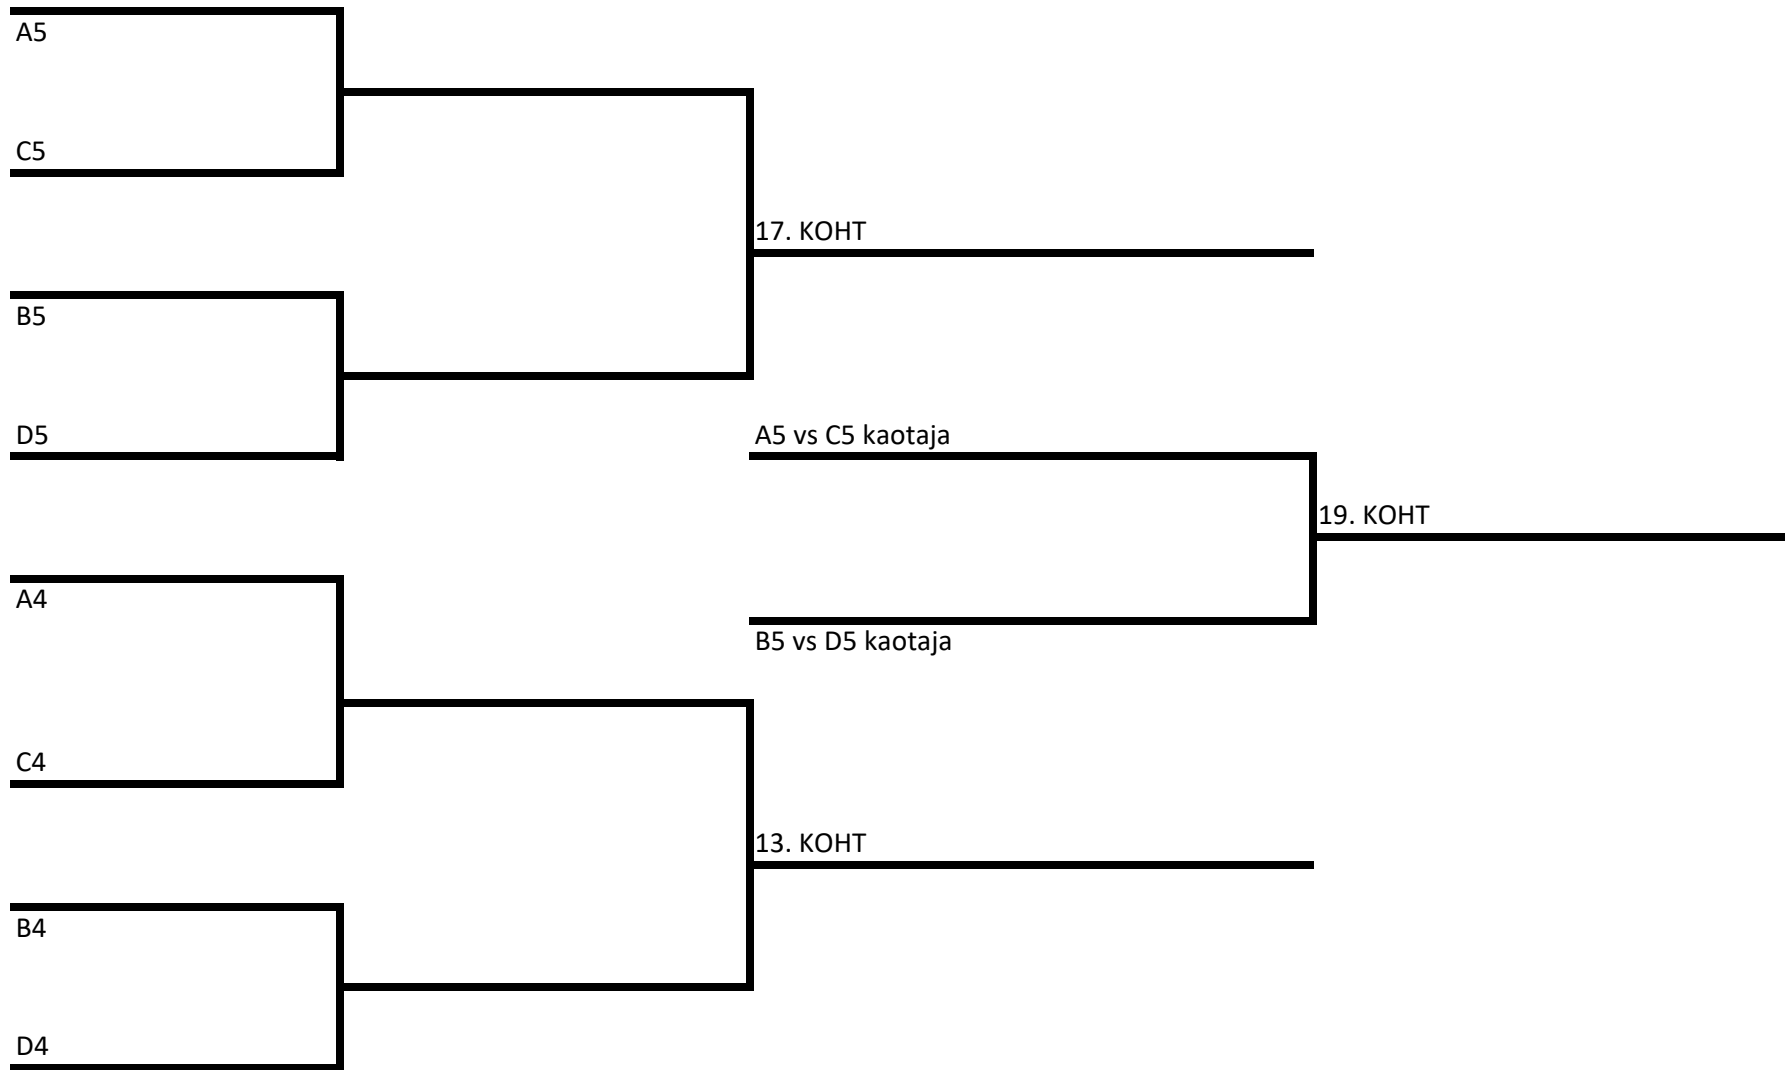 A5
C5
17. KOHT
B5
D5
A5 vs C5 kaotaja
19. KOHT
A4
B5 vs D5 kaotaja
C4
13. KOHT
B4
D4